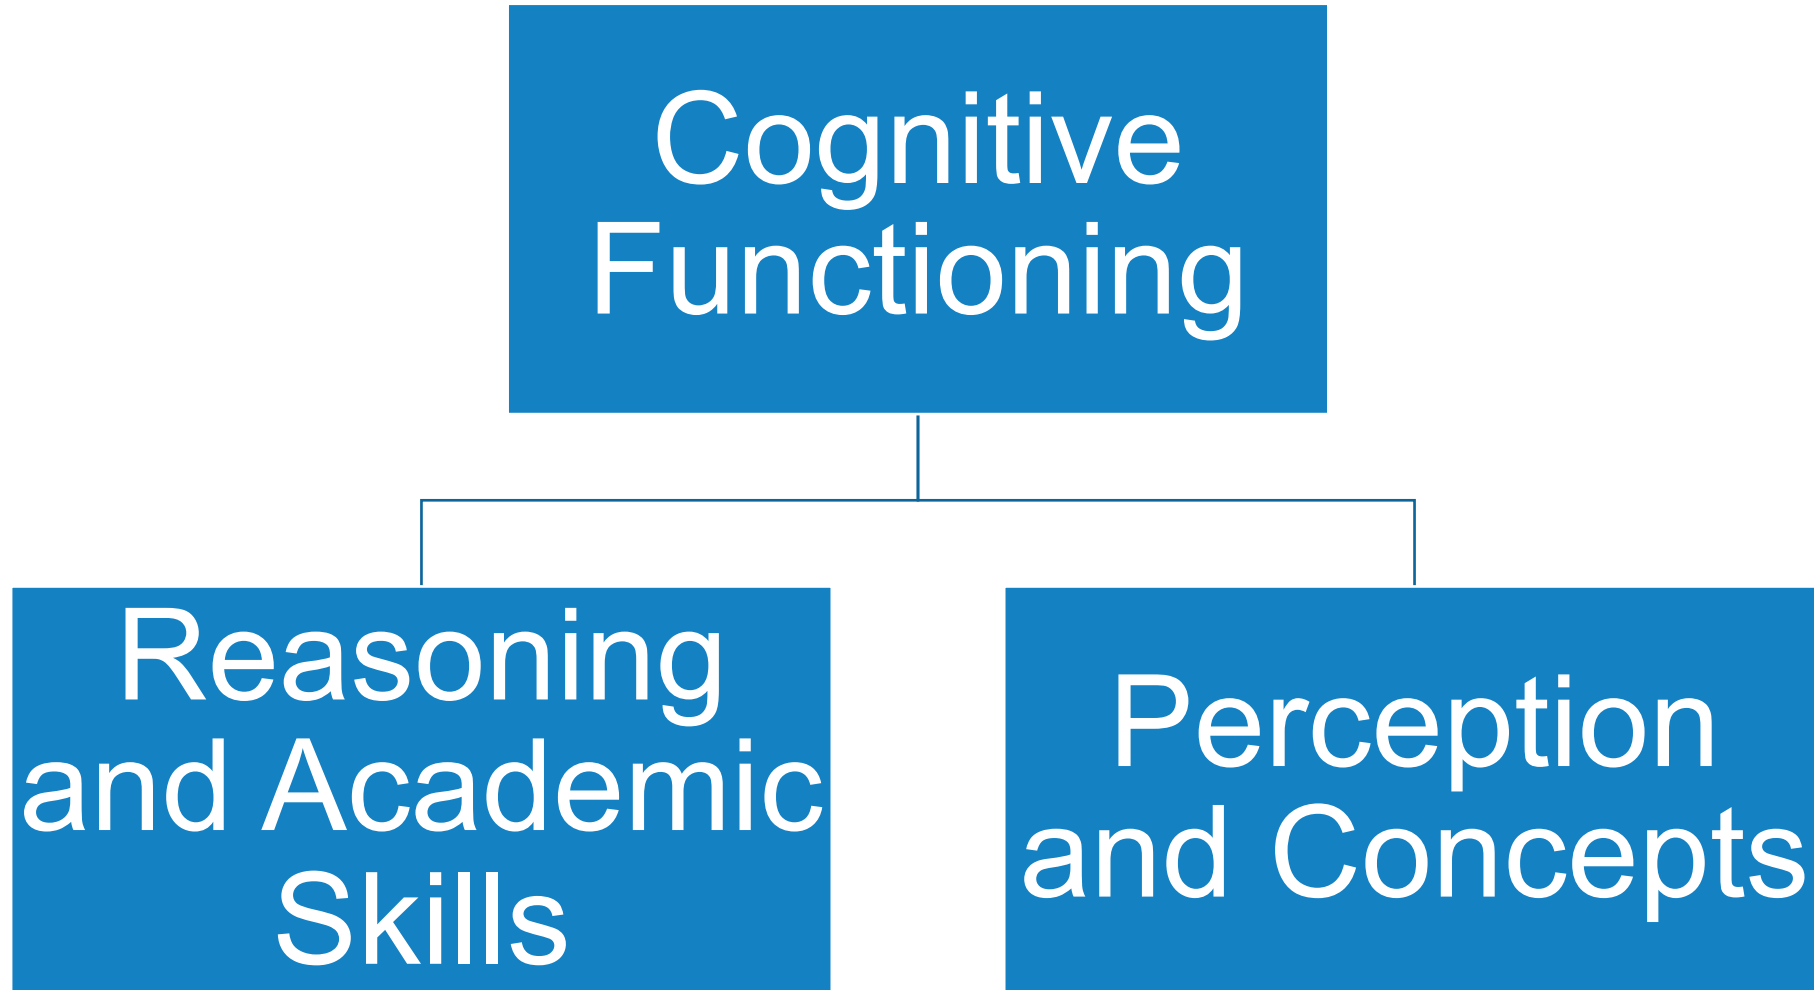 Cognitive
Functioning
Reasoning
and Academic
Skills
Perception
and Concepts